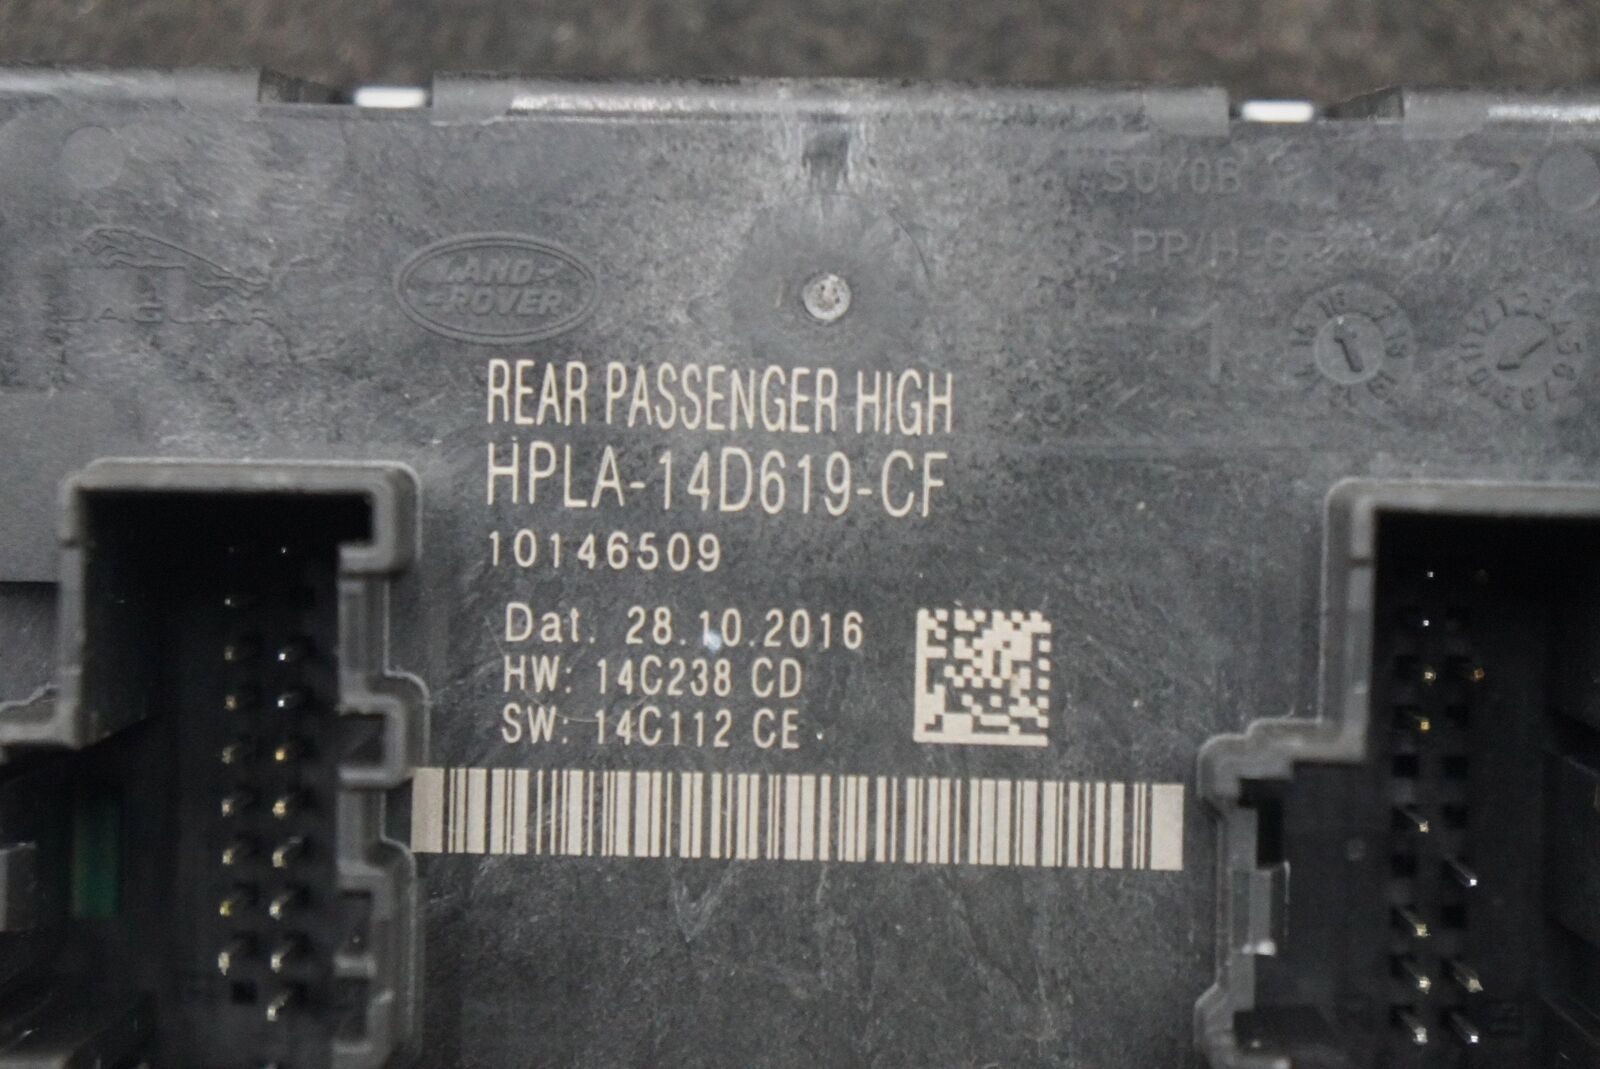 JAGUAR
LAND-
-ROVER
REAR PASSENGER HIGH
HPLA-14D619-CF
10146509
Dat. 28.10.2016
HW: 14C238 CD
SW: 14C112 CE